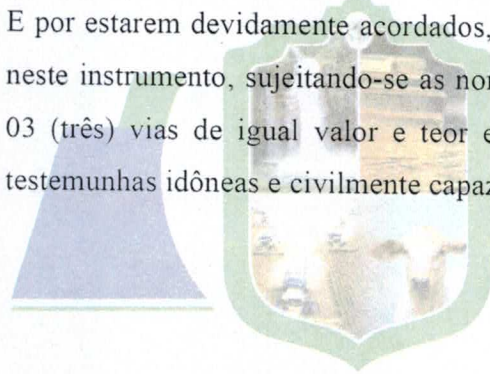 E por estarem devidamente acordados,
neste instrumento, sujeitando-se as nor
03 (três) vias de igual valor e teor e
testemunhas idôneas e civilmente capaz